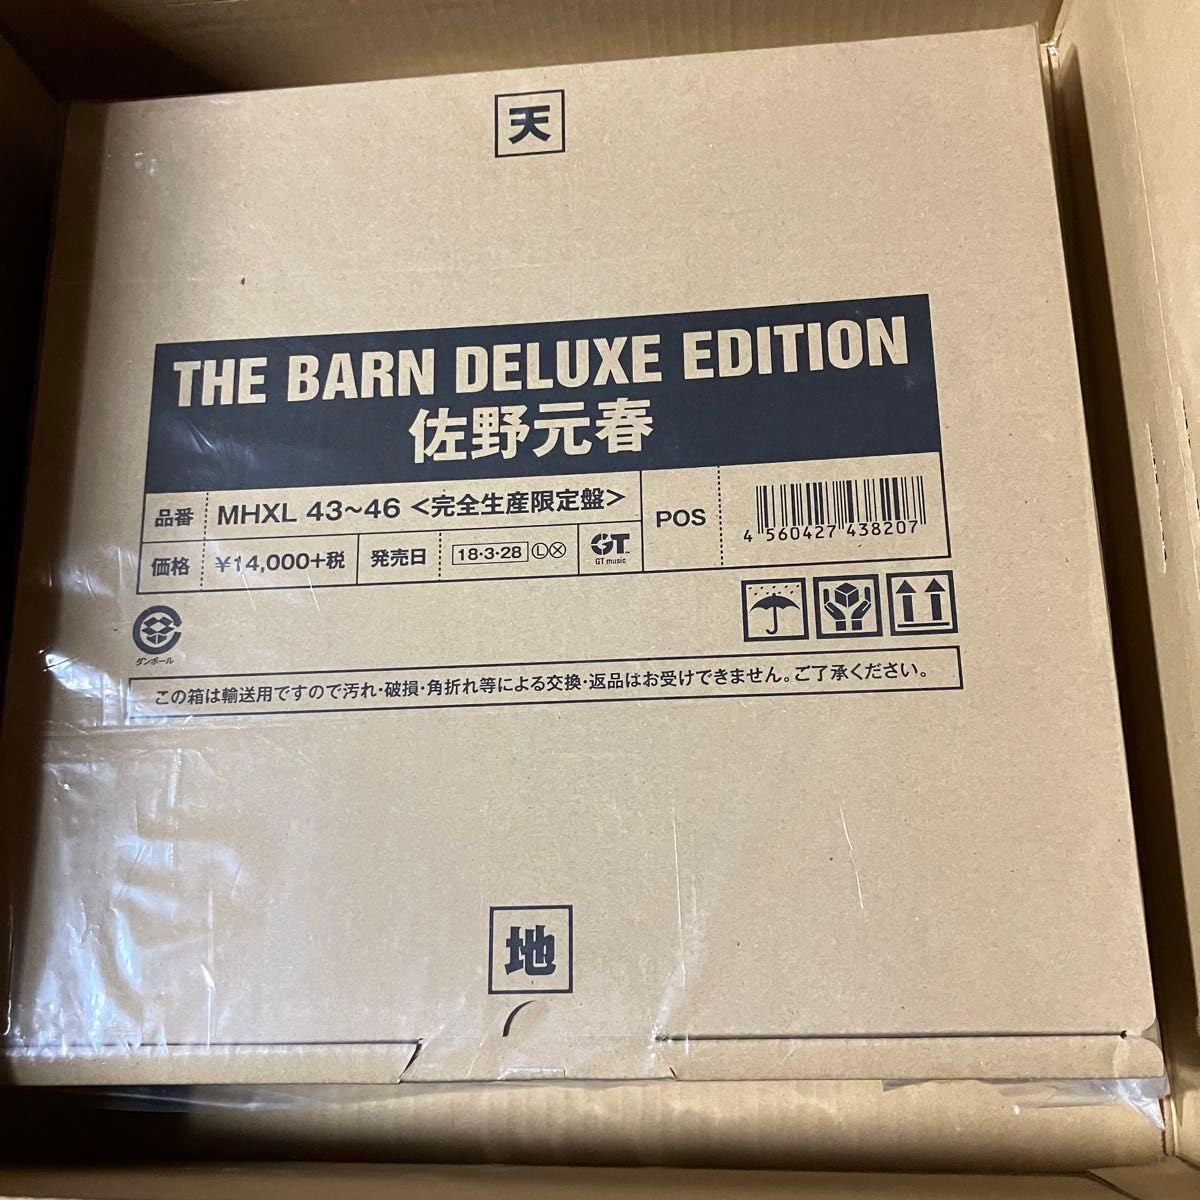 天
THE BARN DELUXE EDITION
佐野元春
品番 MHXL 43〜46 <完全生産限定盤>
価格 ¥14,000+税 発売日 18・3・28 Ⓛ Ⓧ
GT
GT music
POS
4 560427 438207
ダンボール
この箱は輸送用ですので汚れ・破損・角折れ等による交換・返品はお受けできません。ご了承ください。
地